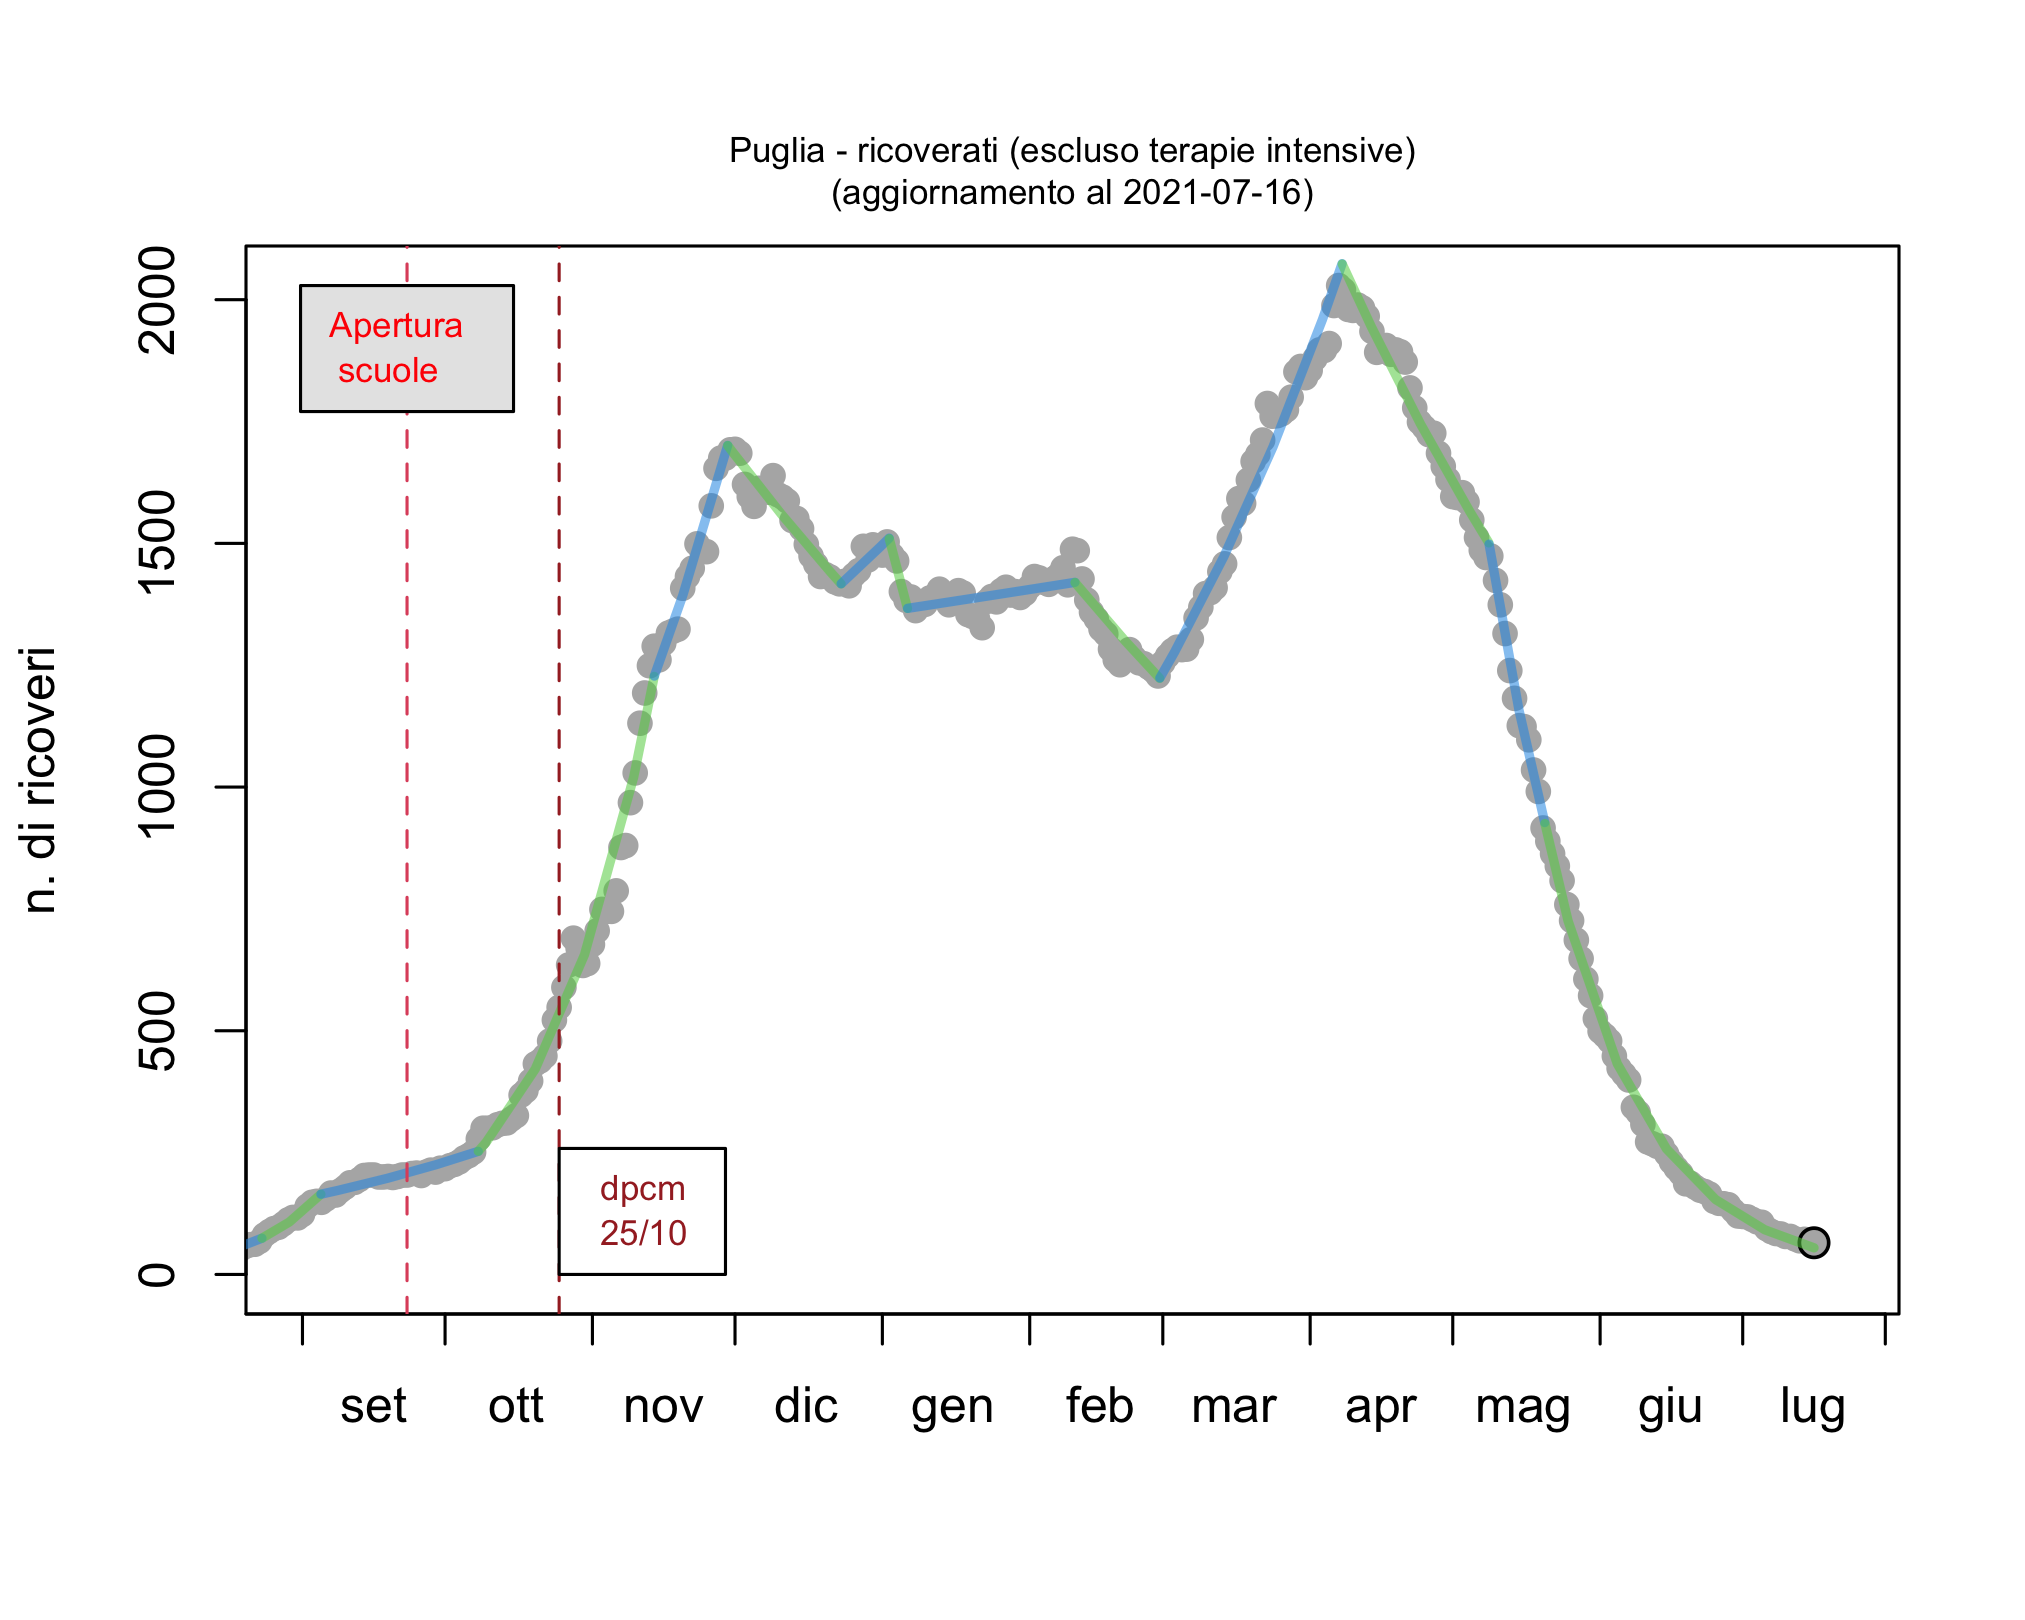 Puglia - ricoverati (escluso terapie intensive)
(aggiornamento al 2021-07-16)
n. di ricoveri
2000
1500
1000
500
0
Apertura
scuole
dpcm
25/10
set ott nov dic gen feb mar apr mag giu lug